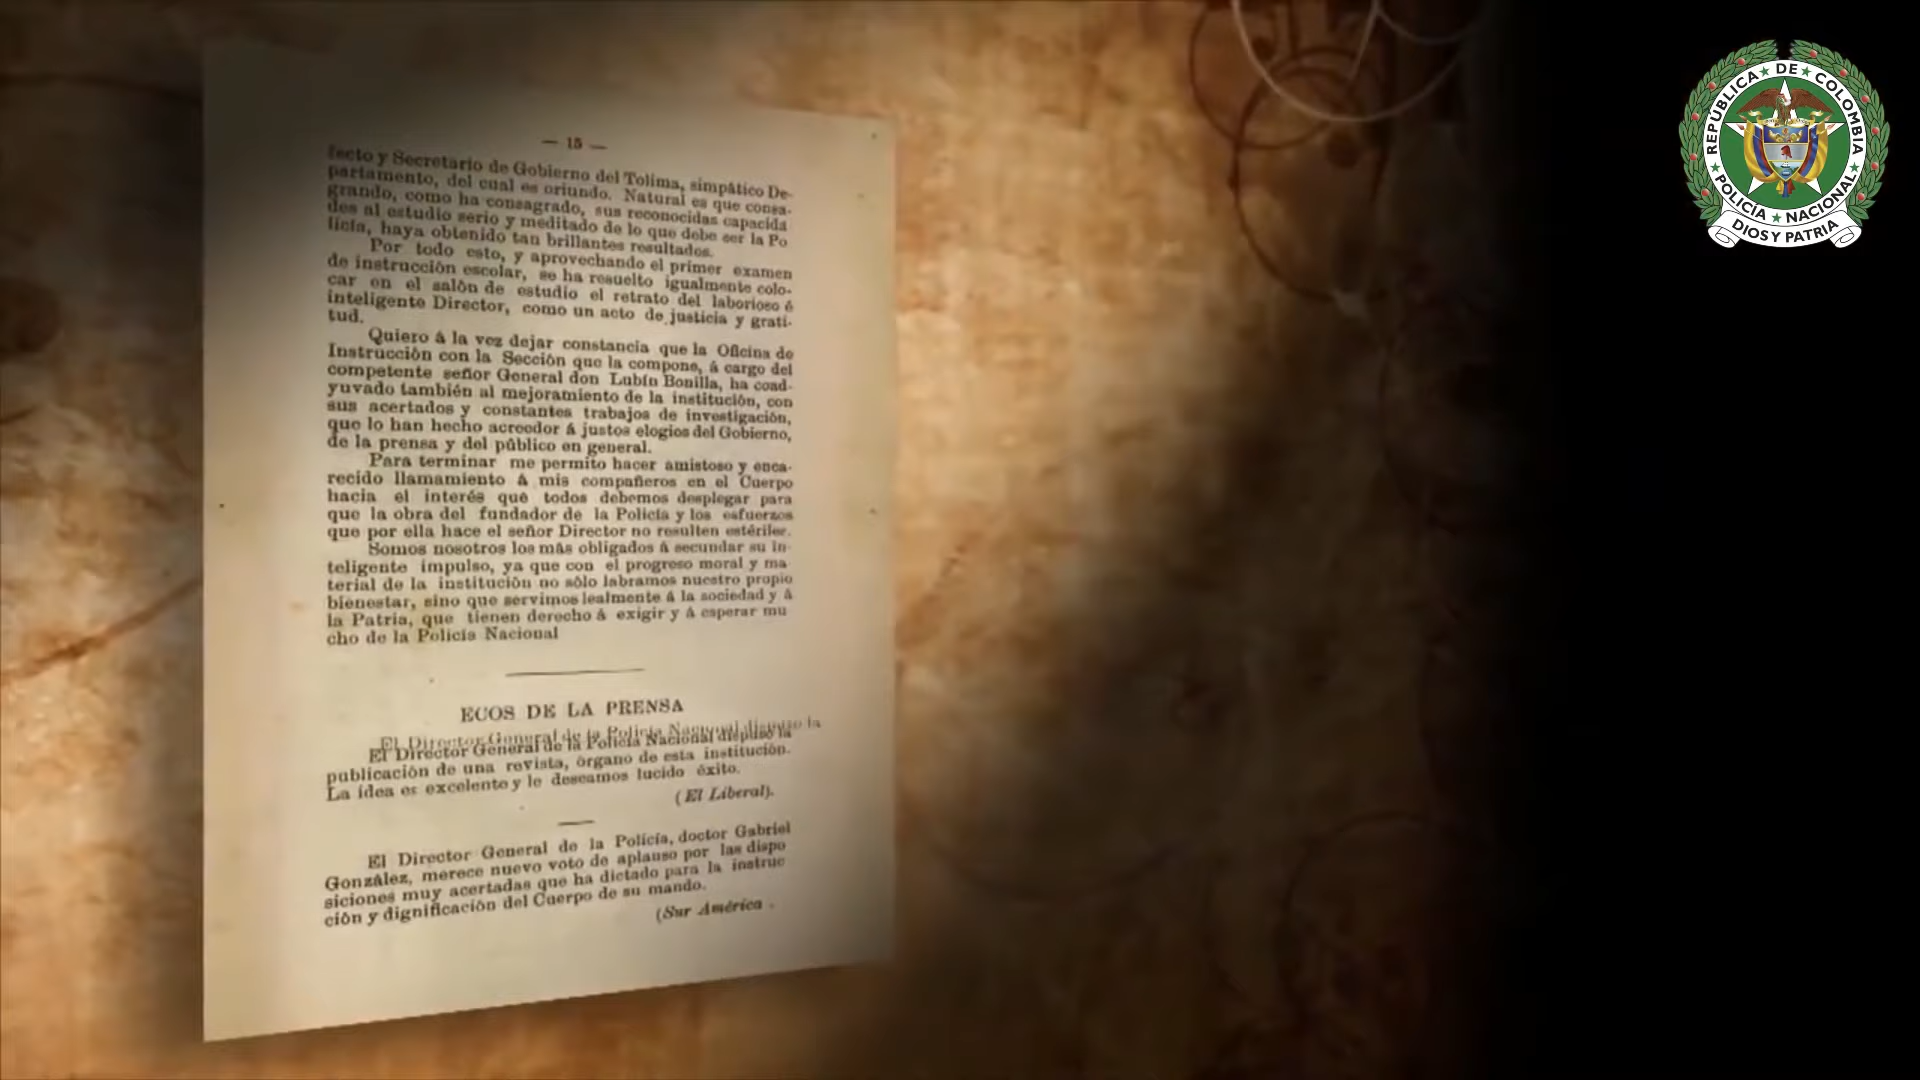 — 15 —
fecto y Secretario de Gobierno del Tolima, simpático De-
partamento, del cual es oriundo. Natural es que consa-
grando, como ha consagrado, sus reconocidas capacida
des al estudio serio y meditado de lo que debe ser la Po
licía, haya obtenido tan brillantes resultados.
Por todo esto, y aprovechando el primer examen
de instrucción escolar, se ha resuelto igualmente colo-
car en el salón de estudio el retrato del laborioso é
inteligente Director, como un acto de justicia y grati-
tud.
Quiero á la vez dejar constancia que la Oficina de
Instrucción con la Sección que la compone, á cargo del
competente señor General don Lubín Bonilla, ha coad-
yuvado también al mejoramiento de la institución, con
sus acertados y constantes trabajos de investigación,
que lo han hecho acreedor á justos elogios del Gobierno,
de la prensa y del público en general.
Para terminar me permito hacer amistoso y enca-
recido llamamiento á mis compañeros en el Cuerpo
hacia el interés que todos debemos desplegar para
que la obra del fundador de la Policía y los esfuerzos
que por ella hace el señor Director no resulten estériles.
Somos nosotros los más obligados á secundar su in-
teligente impulso, ya que con el progreso moral y ma
terial de la institución no sólo labramos nuestro propio
bienestar, sino que servimos lealmente á la sociedad y á
la Patria, que tienen derecho á exigir y á esperar mu
cho de la Policía Nacional
ECOS DE LA PRENSA
El Director General de la Policía Nacional dispuso la
El Director General de la Policía Nacional dispuso la
publicación de una revista, órgano de esta institución.
La idea es excelente y le deseamos lucido éxito.
(El Liberal).
El Director General de la Policía, doctor Gabriel
González, merece nuevo voto de aplauso por las dispo
siciones muy acertadas que ha dictado para la instruc
ción y dignificación del Cuerpo de su mando.
(Sur América .
REPÚBLICA ★ DE ★ COLOMBIA
★ POLICÍA ★ NACIONAL ★
DIOS Y PATRIA